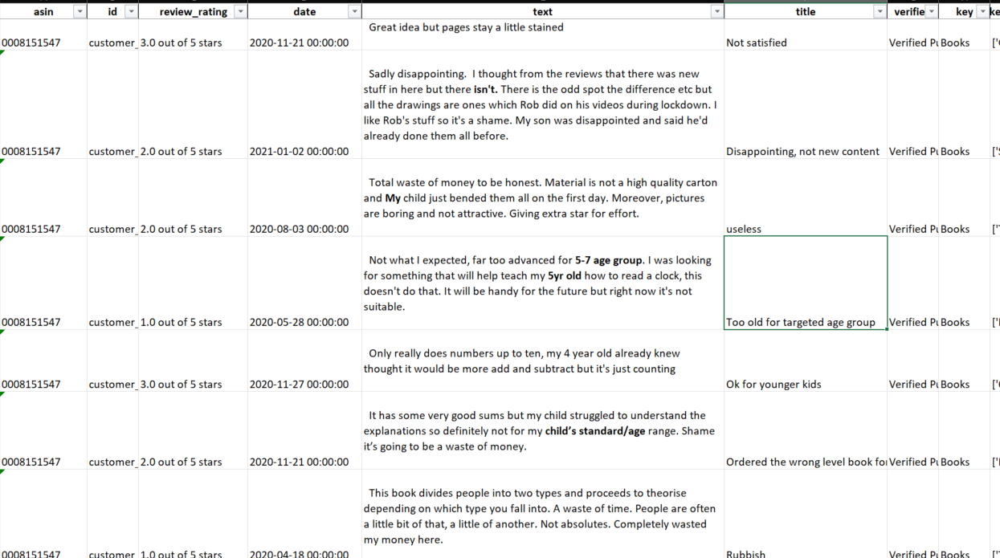 asin id review_rating date text title verifie key ke
Great idea but pages stay a little stained
0008151547 customer_ 3.0 out of 5 stars 2020-11-21 00:00:00 Not satisfied Verified Pu Books ['
Sadly disappointing. I thought from the reviews that there was new
stuff in here but there isn't. There is the odd spot the difference etc but
all the drawings are ones which Rob did on his videos during lockdown. I
like Rob's stuff so it's a shame. My son was disappointed and said he'd
already done them all before.
0008151547 customer_ 2.0 out of 5 stars 2021-01-02 00:00:00 Disappointing, not new content Verified Pu Books ['
Total waste of money to be honest. Material is not a high quality carton
and My child just bended them all on the first day. Moreover, pictures
are boring and not attractive. Giving extra star for effort.
0008151547 customer_ 2.0 out of 5 stars 2020-08-03 00:00:00 useless Verified Pu Books ['
Not what I expected, far too advanced for 5-7 age group. I was looking
for something that will help teach my 5yr old how to read a clock, this
doesn't do that. It will be handy for the future but right now it's not
suitable.
0008151547 customer_ 1.0 out of 5 stars 2020-05-28 00:00:00 Too old for targeted age group Verified Pu Books ['
Only really does numbers up to ten, my 4 year old already knew
thought it would be more add and subtract but it's just counting
0008151547 customer_ 3.0 out of 5 stars 2020-11-27 00:00:00 Ok for younger kids Verified Pu Books ['
It has some very good sums but my child struggled to understand the
explanations so definitely not for my child’s standard/age range. Shame
it’s going to be a waste of money.
0008151547 customer_ 2.0 out of 5 stars 2020-11-21 00:00:00 Ordered the wrong level book for Verified Pu Books ['
This book divides people into two types and proceeds to theorise
depending on which type you fall into. A waste of time. People are often
a little bit of that, a little of another. Not absolutes. Completely wasted
my money here.
0008151547 customer_ 1.0 out of 5 stars 2020-04-18 00:00:00 Rubbish Verified Pu Books ['